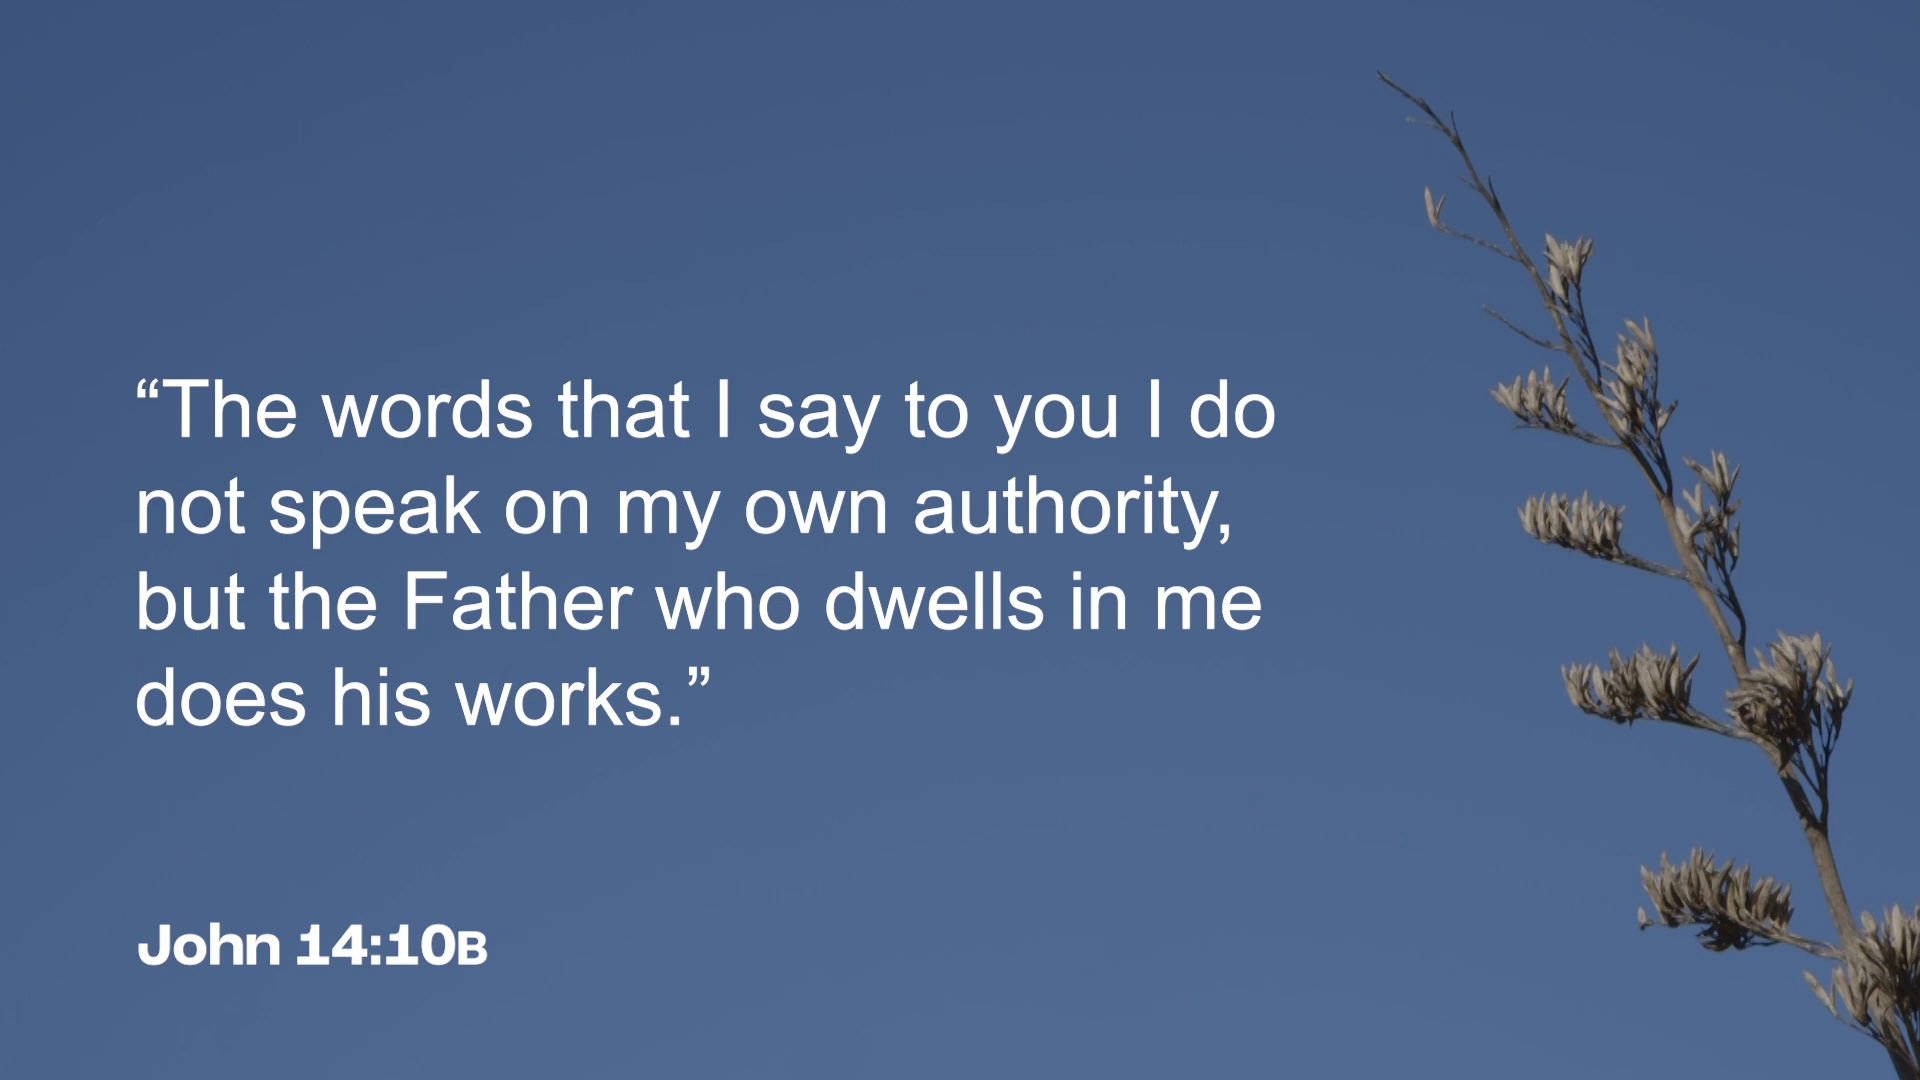 “The words that I say to you I do
not speak on my own authority,
but the Father who dwells in me
does his works.”
John 14:10B